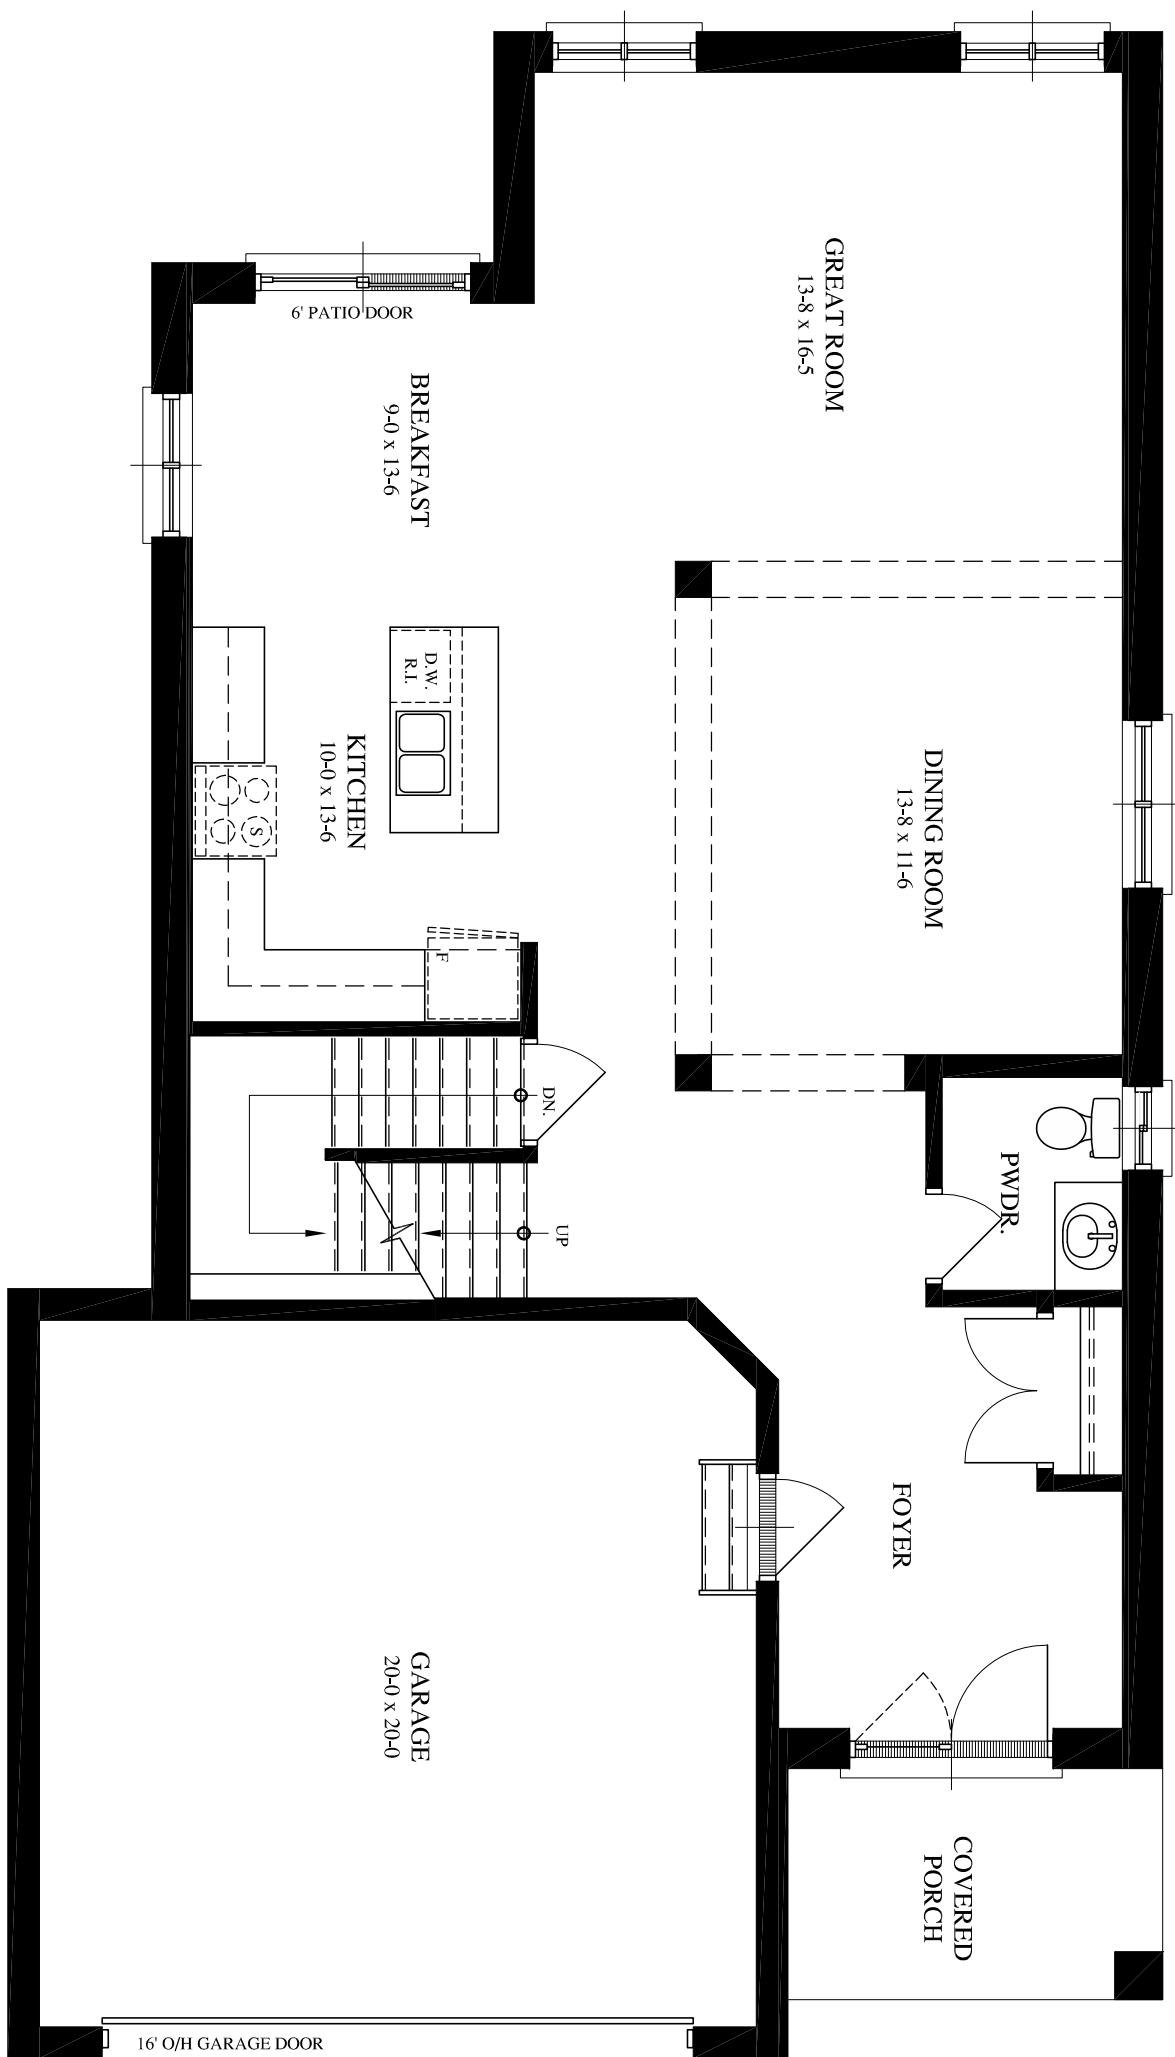 6' PATIO DOOR
GREAT ROOM
13-8 x 16-5
BREAKFAST
9-0 x 13-6
D.W.
R.I.
KITCHEN
10-0 x 13-6
S
F
DINING ROOM
13-8 x 11-6
DN.
UP
PWDR.
FOYER
GARAGE
20-0 x 20-0
COVERED
PORCH
16' O/H GARAGE DOOR